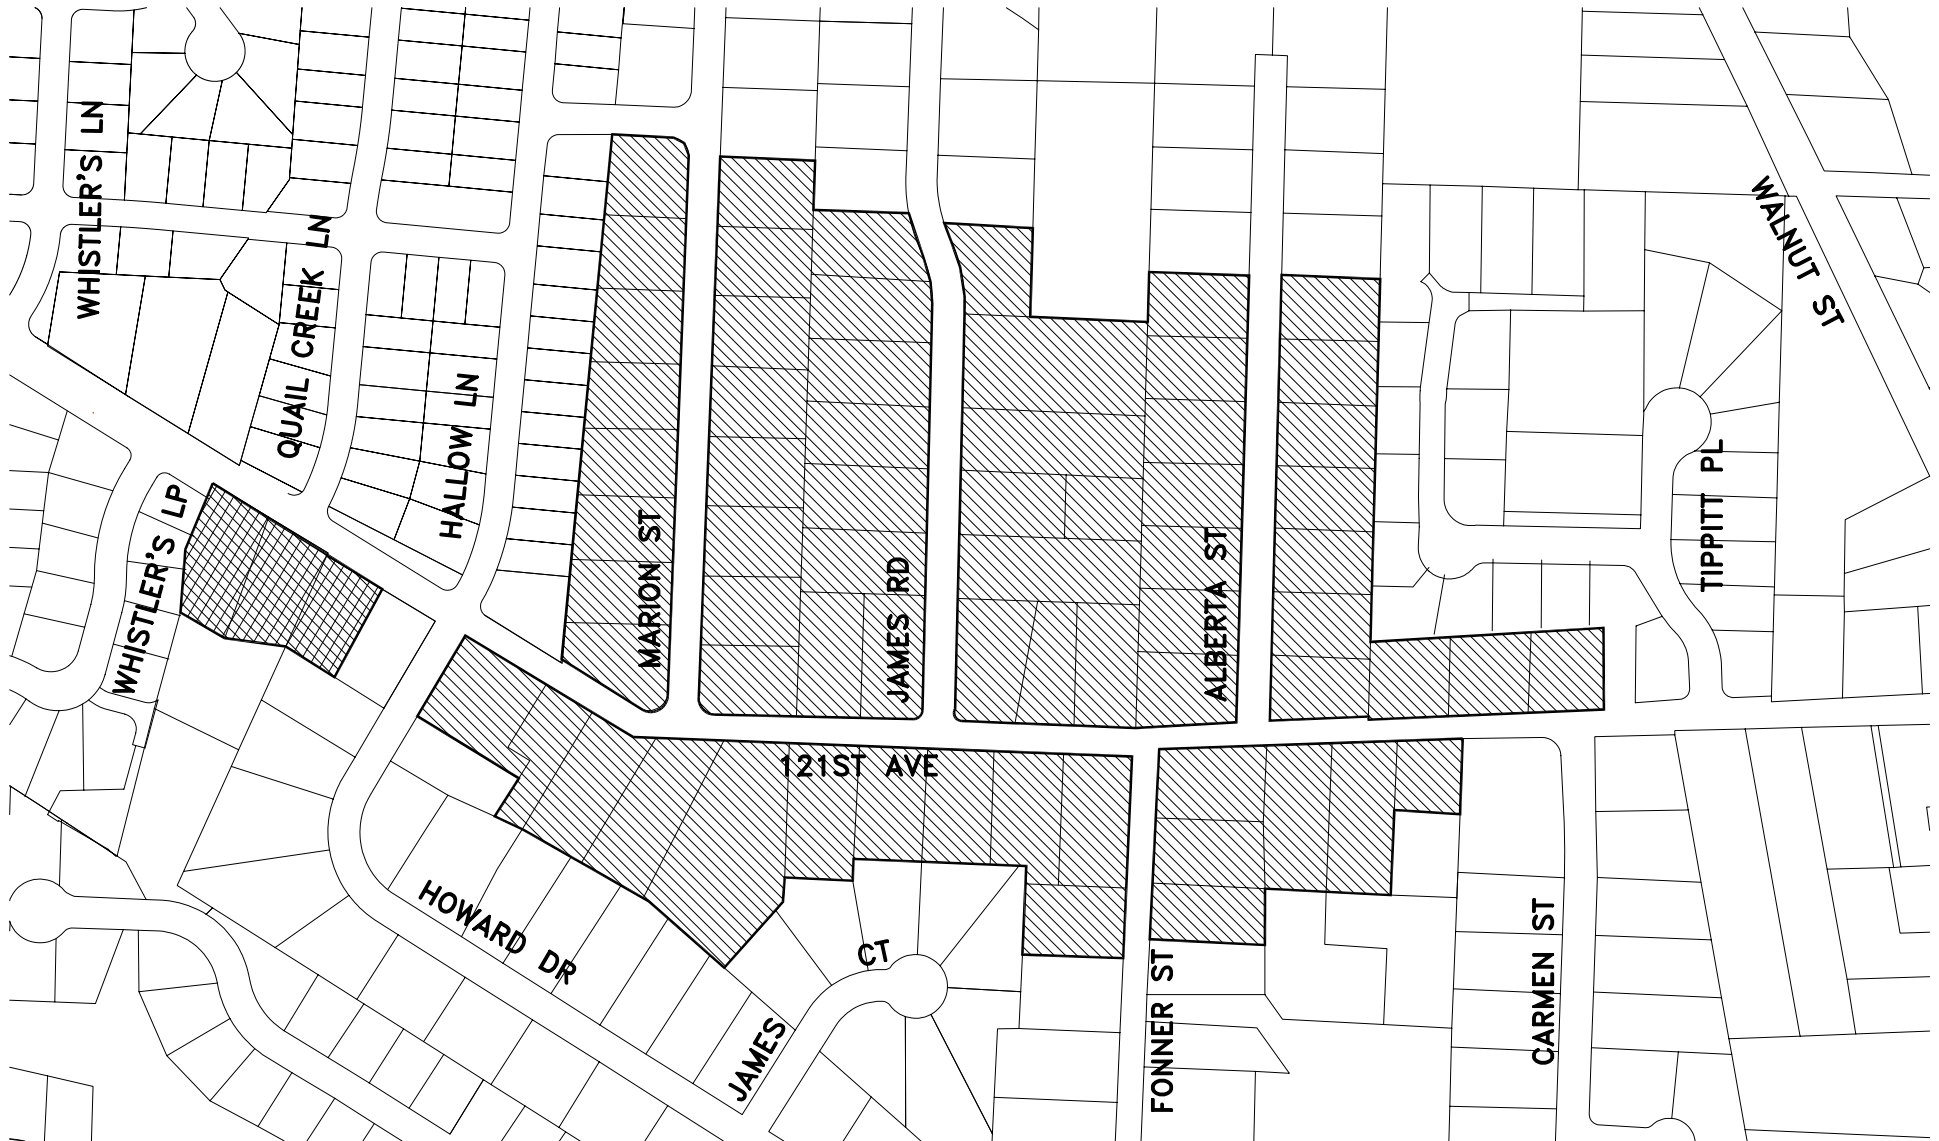 WHISTLER'S LN
QUAIL CREEK LN
HALLOW LN
WHISTLER'S LP
MARION ST
JAMES RD
ALBERTA ST
WALNUT ST
TIPPITT PL
121ST AVE
HOWARD DR
JAMES CT
FONNER ST
CARMEN ST